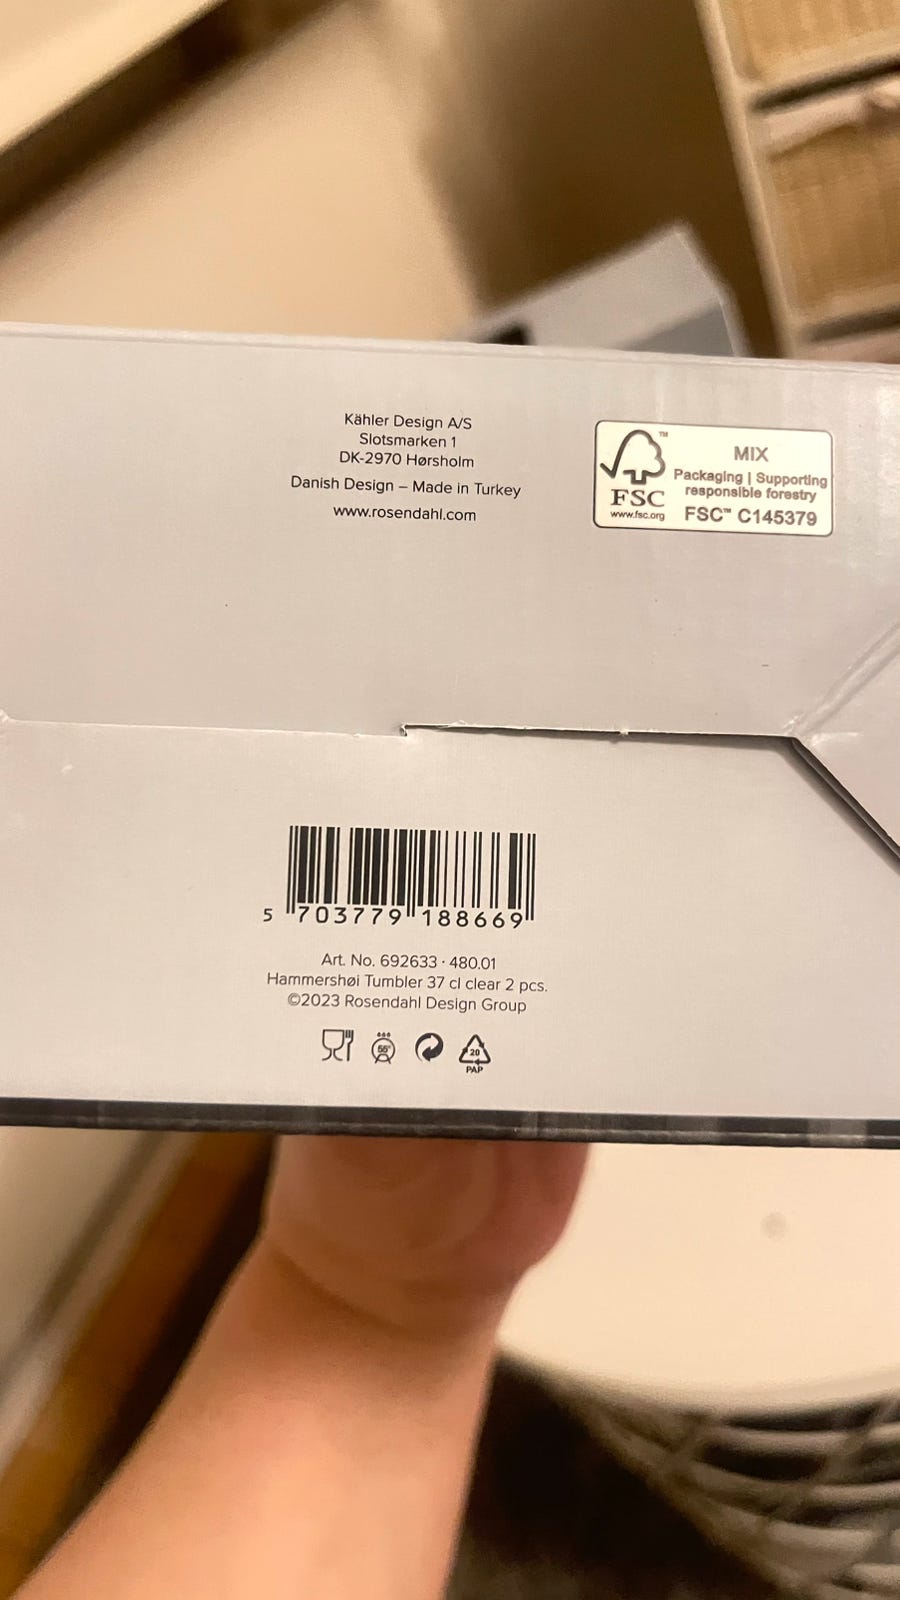 Kähler Design A/S
Slotsmarken 1
DK-2970 Hørsholm
Danish Design – Made in Turkey
www.rosendahl.com
FSC
www.fsc.org
™
MIX
Packaging | Supporting
responsible forestry
FSC™ C145379
5 703779 188669
Art. No. 692633 · 480.01
Hammershøi Tumbler 37 cl clear 2 pcs.
©2023 Rosendahl Design Group
55°
20
PAP